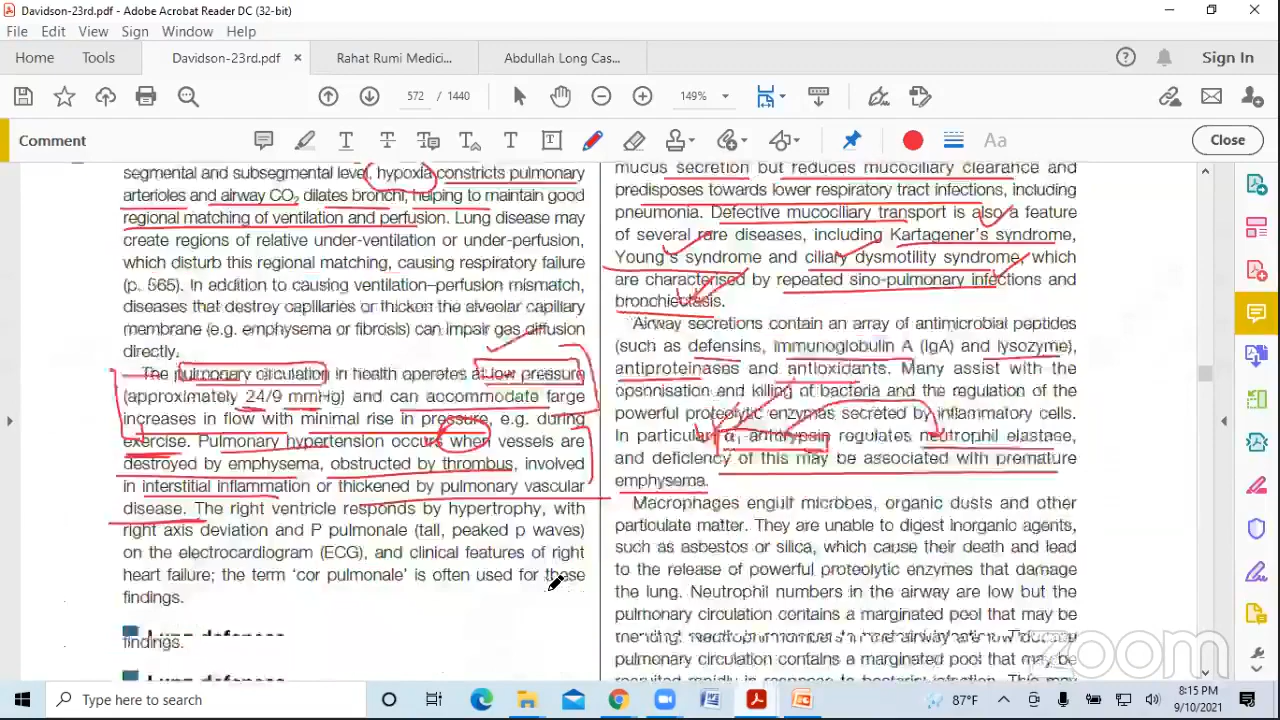 Davidson-23rd.pdf - Adobe Acrobat Reader DC (32-bit)
File Edit View Sign Window Help
Home Tools Davidson-23rd.pdf × Rahat Rumi Medici... Abdullah Long Cas... Sign In
572 / 1440 149%
Comment Aa Close
segmental and subsegmental level, hypoxia constricts pulmonary
arterioles and airway CO2 dilates bronchi, helping to maintain good
regional matching of ventilation and perfusion. Lung disease may
create regions of relative under-ventilation or under-perfusion,
which disturb this regional matching, causing respiratory failure
(p. 565). In addition to causing ventilation–perfusion mismatch,
diseases that destroy capillaries or thicken the alveolar capillary
membrane (e.g. emphysema or fibrosis) can impair gas diffusion
directly.
The pulmonary circulation in health operates at low pressure
(approximately 24/9 mmHg) and can accommodate large
increases in flow with minimal rise in pressure, e.g. during
exercise. Pulmonary hypertension occurs when vessels are
destroyed by emphysema, obstructed by thrombus, involved
in interstitial inflammation or thickened by pulmonary vascular
disease. The right ventricle responds by hypertrophy, with
right axis deviation and P pulmonale (tall, peaked p waves)
on the electrocardiogram (ECG), and clinical features of right
heart failure; the term ‘cor pulmonale’ is often used for these
findings.
Lung defences
findings.
Lung defences
mucus secretion but reduces mucociliary clearance and
predisposes towards lower respiratory tract infections, including
pneumonia. Defective mucociliary transport is also a feature
of several rare diseases, including Kartagener’s syndrome,
Young’s syndrome and ciliary dysmotility syndrome, which
are characterised by repeated sino-pulmonary infections and
bronchiectasis.
Airway secretions contain an array of antimicrobial peptides
(such as defensins, immunoglobulin A (IgA) and lysozyme),
antiproteinases and antioxidants. Many assist with the
opsonisation and killing of bacteria and the regulation of the
powerful proteolytic enzymes secreted by inflammatory cells.
In particular, α1-antitrypsin regulates neutrophil elastase,
and deficiency of this may be associated with premature
emphysema.
Macrophages engulf microbes, organic dusts and other
particulate matter. They are unable to digest inorganic agents,
such as asbestos or silica, which cause their death and lead
to the release of powerful proteolytic enzymes that damage
the lung. Neutrophil numbers in the airway are low but the
pulmonary circulation contains a marginated pool that may be
pulmonary circulation contains a marginated pool that may be
recruited rapidly in response to bacterial infection. This may
zoom
Type here to search
87°F
8:15 PM
9/10/2021